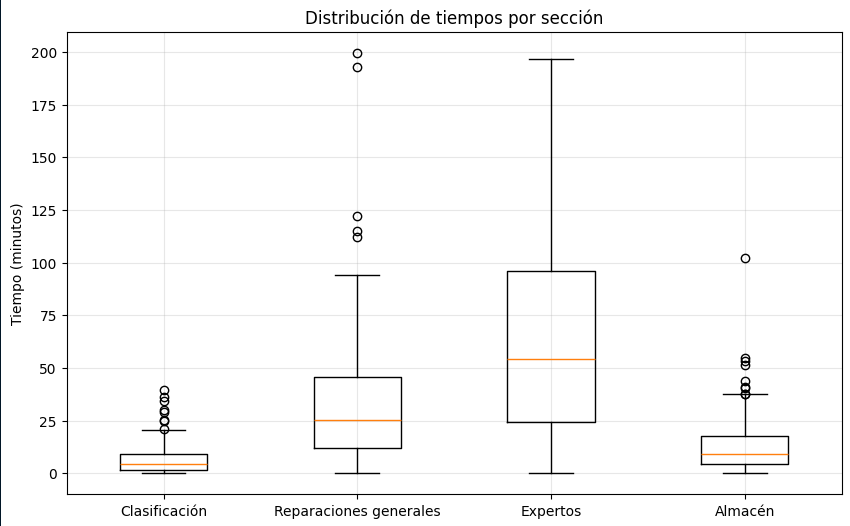 Distribución de tiempos por sección
Tiempo (minutos)
200
175
150
125
100
75
50
25
0
Clasificación
Reparaciones generales
Expertos
Almacén